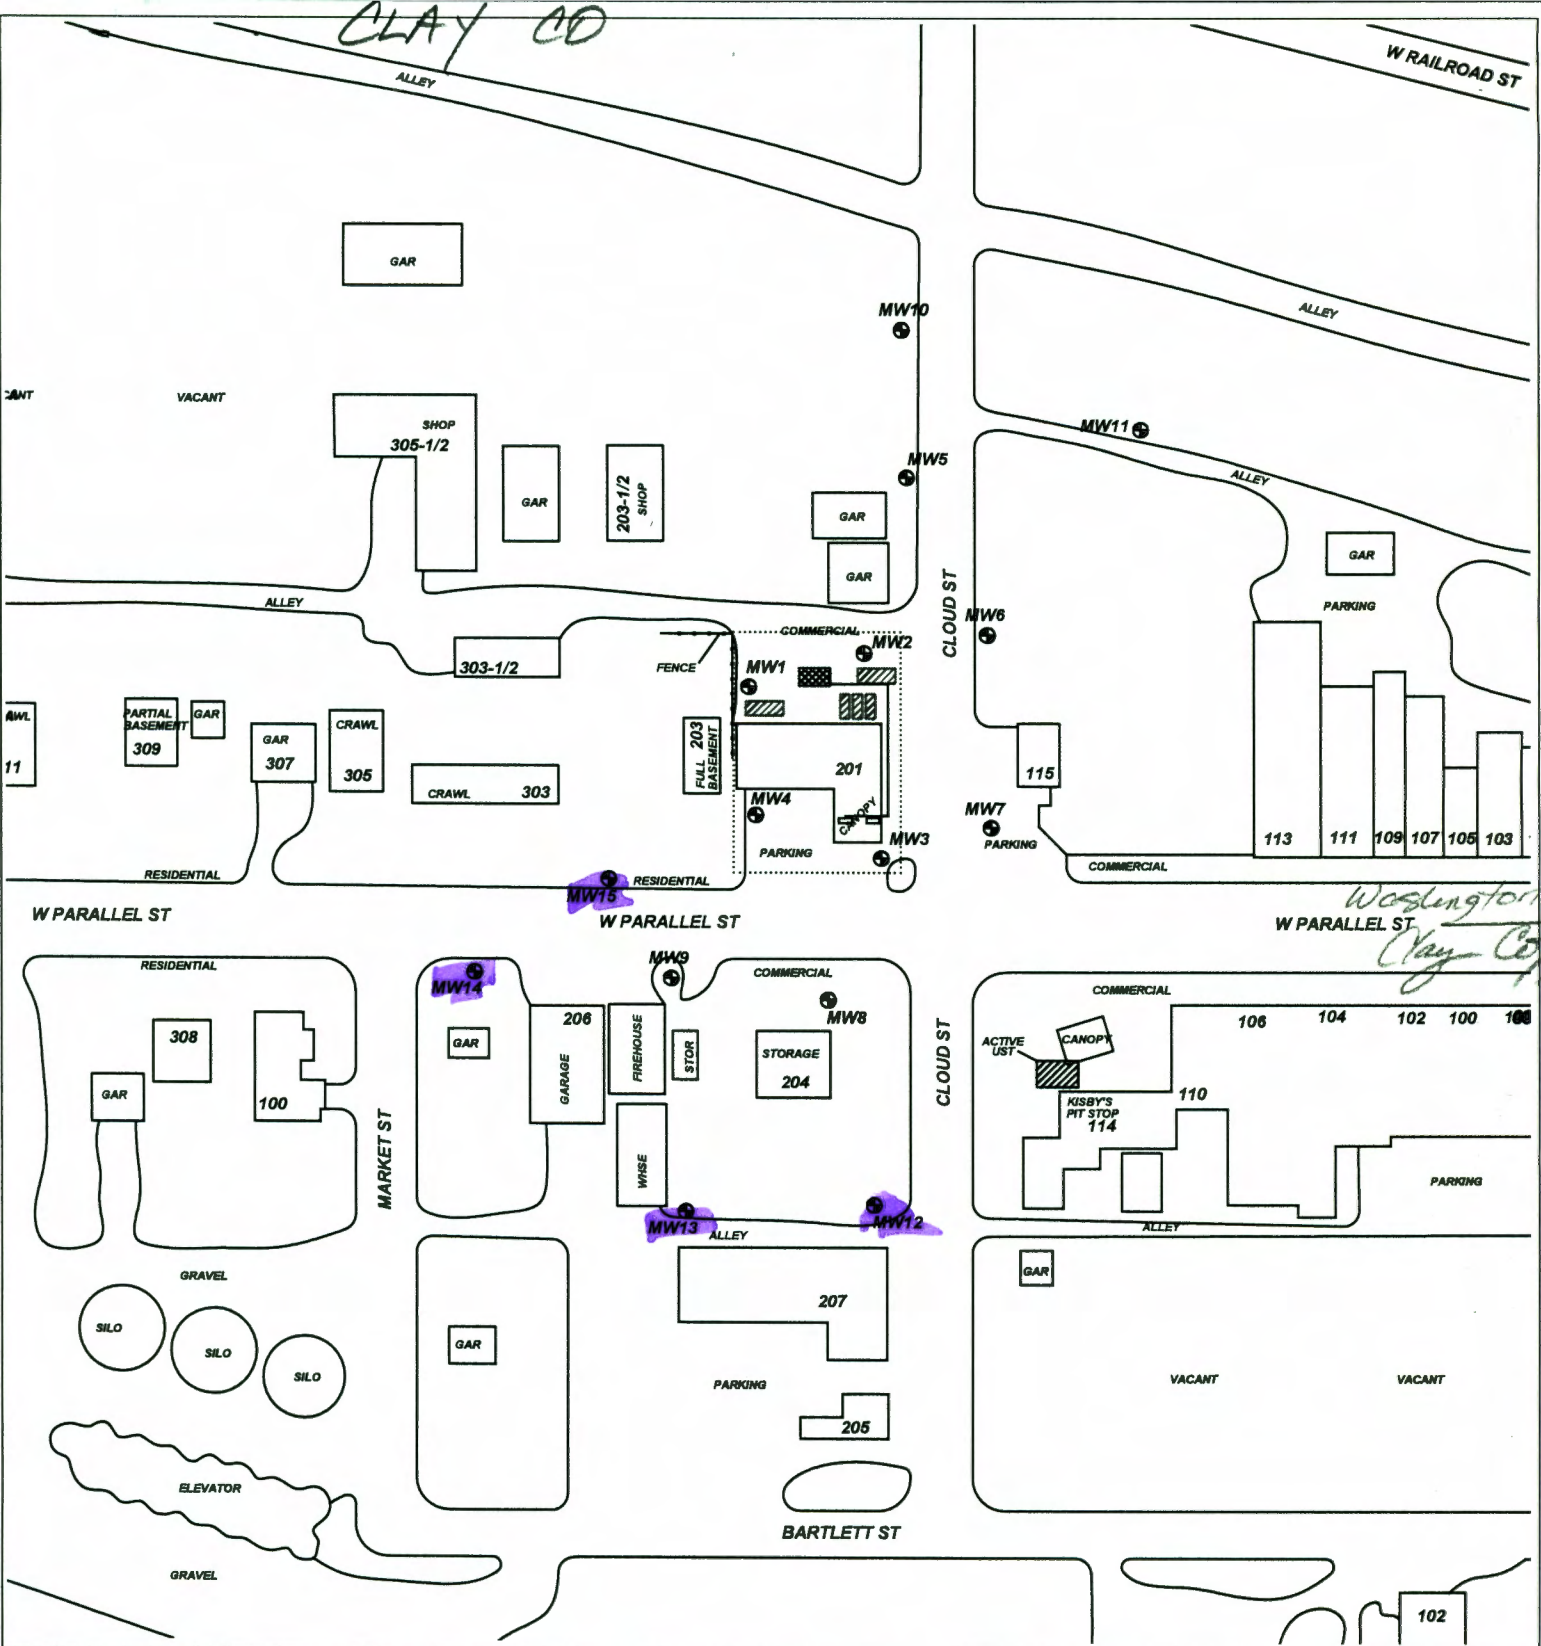 CLAY CO
W RAILROAD ST
ALLEY
GAR
MW10
ALLEY
VACANT
SHOP
305-1/2
MW11
MW5
ALLEY
GAR
203-1/2
SHOP
GAR
GAR
GAR
CLOUD ST
ALLEY
PARKING
MW6
COMMERCIAL
MW2
303-1/2
FENCE
MW1
PARTIAL
BASEMENT
309
GAR
GAR
307
CRAWL
305
CRAWL 303
203
FULL
BASEMENT
201
CANOPY
115
11
MW4
MW7
PARKING
MW3
PARKING
113
111
109
107
105
103
COMMERCIAL
RESIDENTIAL
RESIDENTIAL
MW15
W PARALLEL ST
W PARALLEL ST
W PARALLEL ST
Washington
Clay Co,
RESIDENTIAL
MW9
COMMERCIAL
MW14
COMMERCIAL
MW8
308
206
GARAGE
FIREHOUSE
STOR
GAR
STORAGE
204
CLOUD ST
ACTIVE
UST
CANOPY
106
104
102
100
GAR
100
KISBY'S
PIT STOP
114
110
MARKET ST
WHSE
PARKING
MW13
MW12
ALLEY
ALLEY
GRAVEL
GAR
SILO
SILO
SILO
GAR
207
PARKING
VACANT
VACANT
205
ELEVATOR
BARTLETT ST
GRAVEL
102